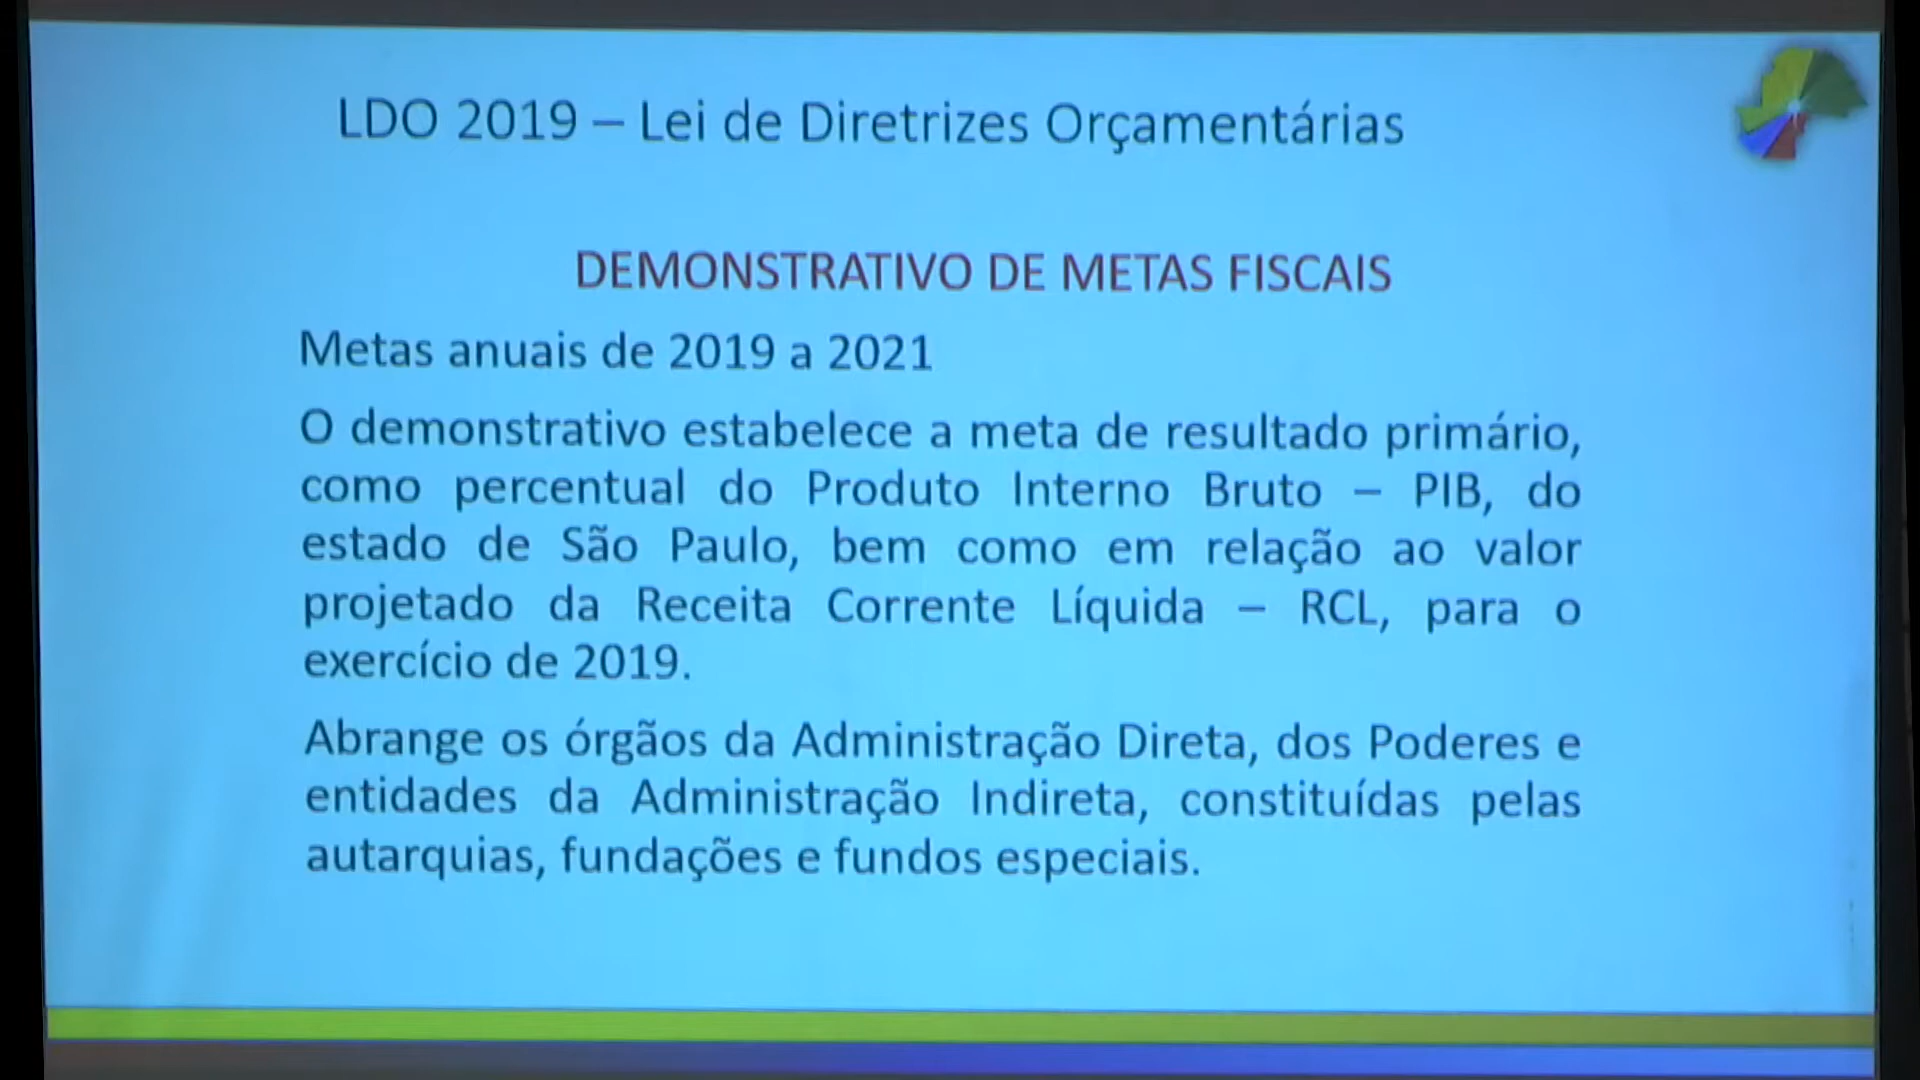 LDO 2019 – Lei de Diretrizes Orçamentárias
DEMONSTRATIVO DE METAS FISCAIS
Metas anuais de 2019 a 2021
O demonstrativo estabelece a meta de resultado primário,
como percentual do Produto Interno Bruto – PIB, do
estado de São Paulo, bem como em relação ao valor
projetado da Receita Corrente Líquida – RCL, para o
exercício de 2019.
Abrange os órgãos da Administração Direta, dos Poderes e
entidades da Administração Indireta, constituídas pelas
autarquias, fundações e fundos especiais.